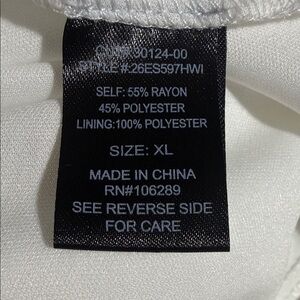 30124-00
STYLE #:26ES597HWI
SELF: 55% RAYON
45% POLYESTER
LINING:100% POLYESTER
SIZE: XL
MADE IN CHINA
RN#106289
SEE REVERSE SIDE
FOR CARE